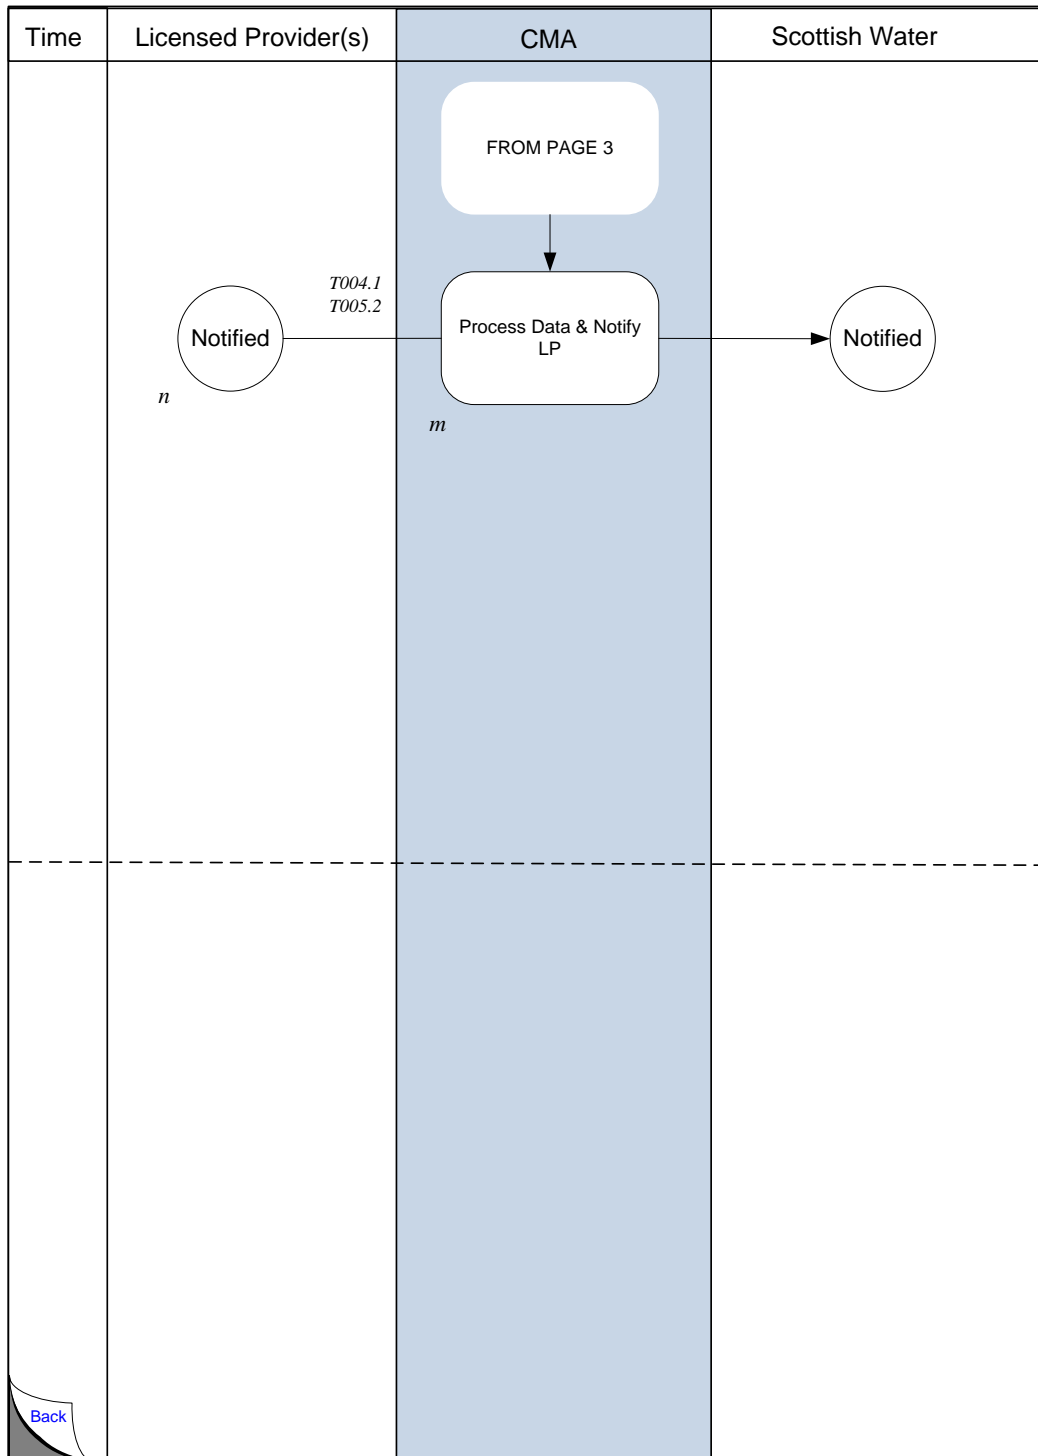 Time
Licensed Provider(s)
CMA
Scottish Water
FROM PAGE 3
T004.1
T005.2
Notified
Process Data & Notify
LP
Notified
n
m
Back